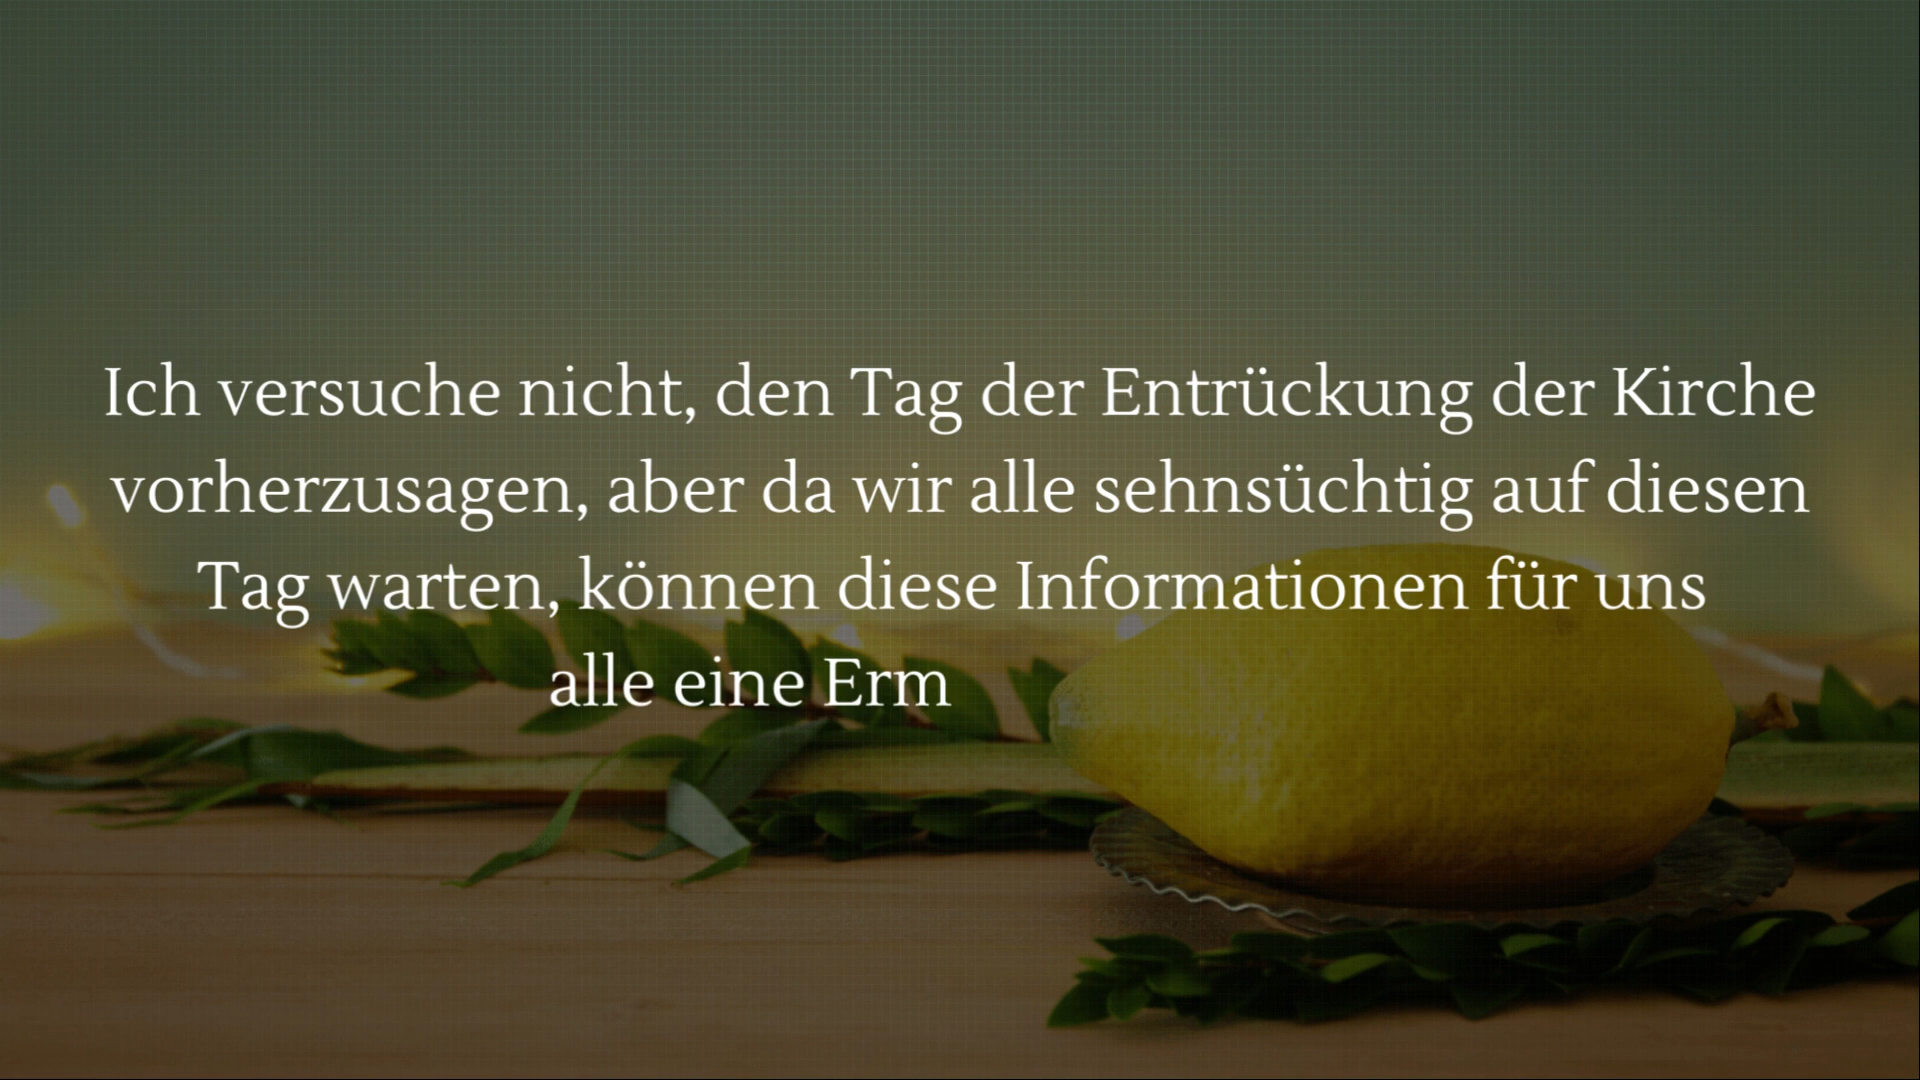 Ich versuche nicht, den Tag der Entrückung der Kirche
vorherzusagen, aber da wir alle sehnsüchtig auf diesen
Tag warten, können diese Informationen für uns
alle eine Erm